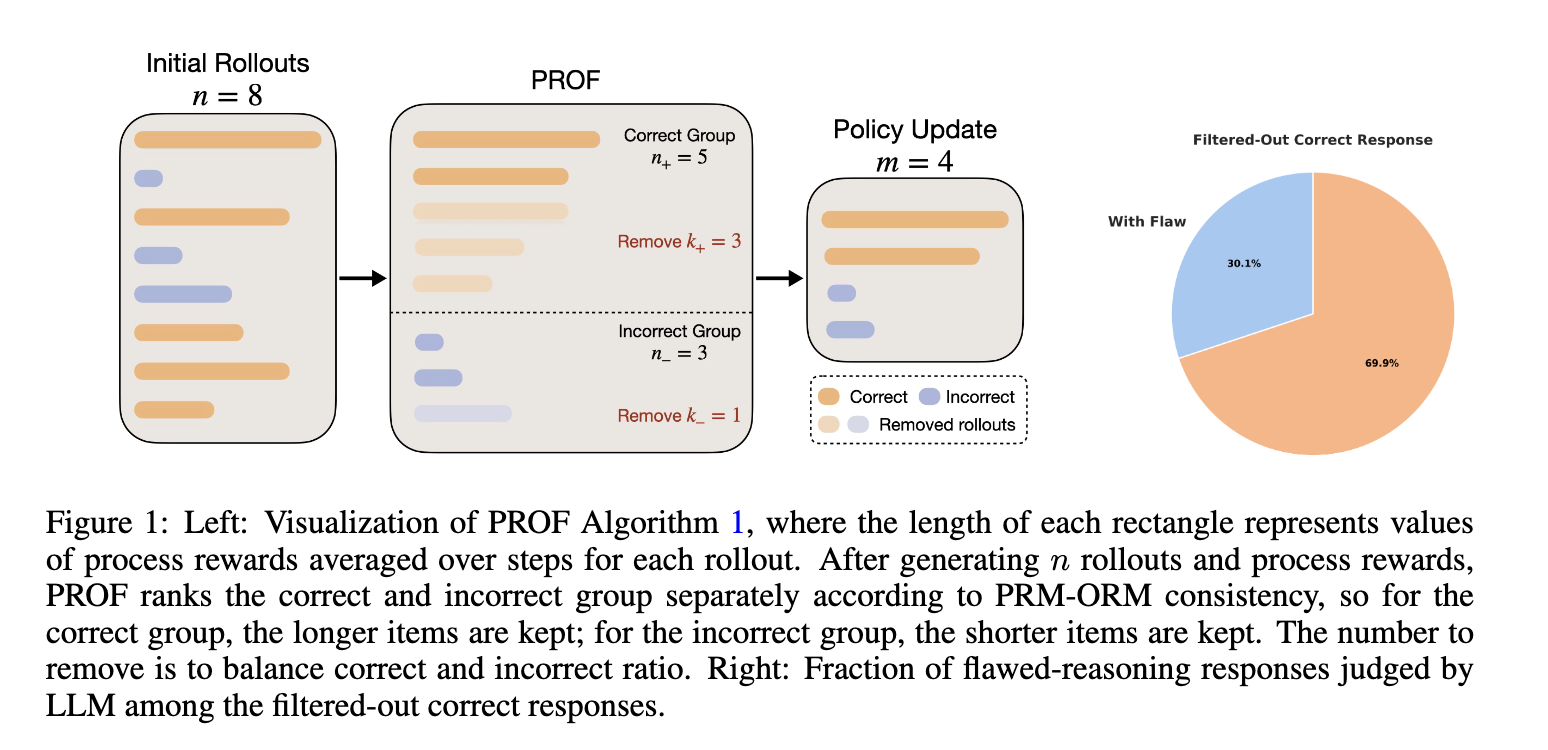 Initial Rollouts
n = 8
PROF
Correct Group
n₊ = 5
Remove k₊ = 3
Incorrect Group
n₋ = 3
Remove k₋ = 1
Policy Update
m = 4
Correct Incorrect
Removed rollouts
Filtered-Out Correct Response
With Flaw
30.1%
69.9%
Figure 1: Left: Visualization of PROF Algorithm 1, where the length of each rectangle represents values
of process rewards averaged over steps for each rollout. After generating n rollouts and process rewards,
PROF ranks the correct and incorrect group separately according to PRM-ORM consistency, so for the
correct group, the longer items are kept; for the incorrect group, the shorter items are kept. The number to
remove is to balance correct and incorrect ratio. Right: Fraction of flawed-reasoning responses judged by
LLM among the filtered-out correct responses.